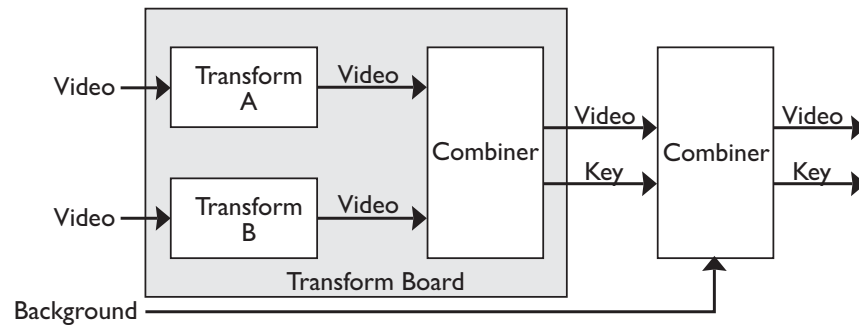 Video
Transform
A
Video
Combiner
Video
Key
Combiner
Video
Key
Video
Transform
B
Video
Transform Board
Background